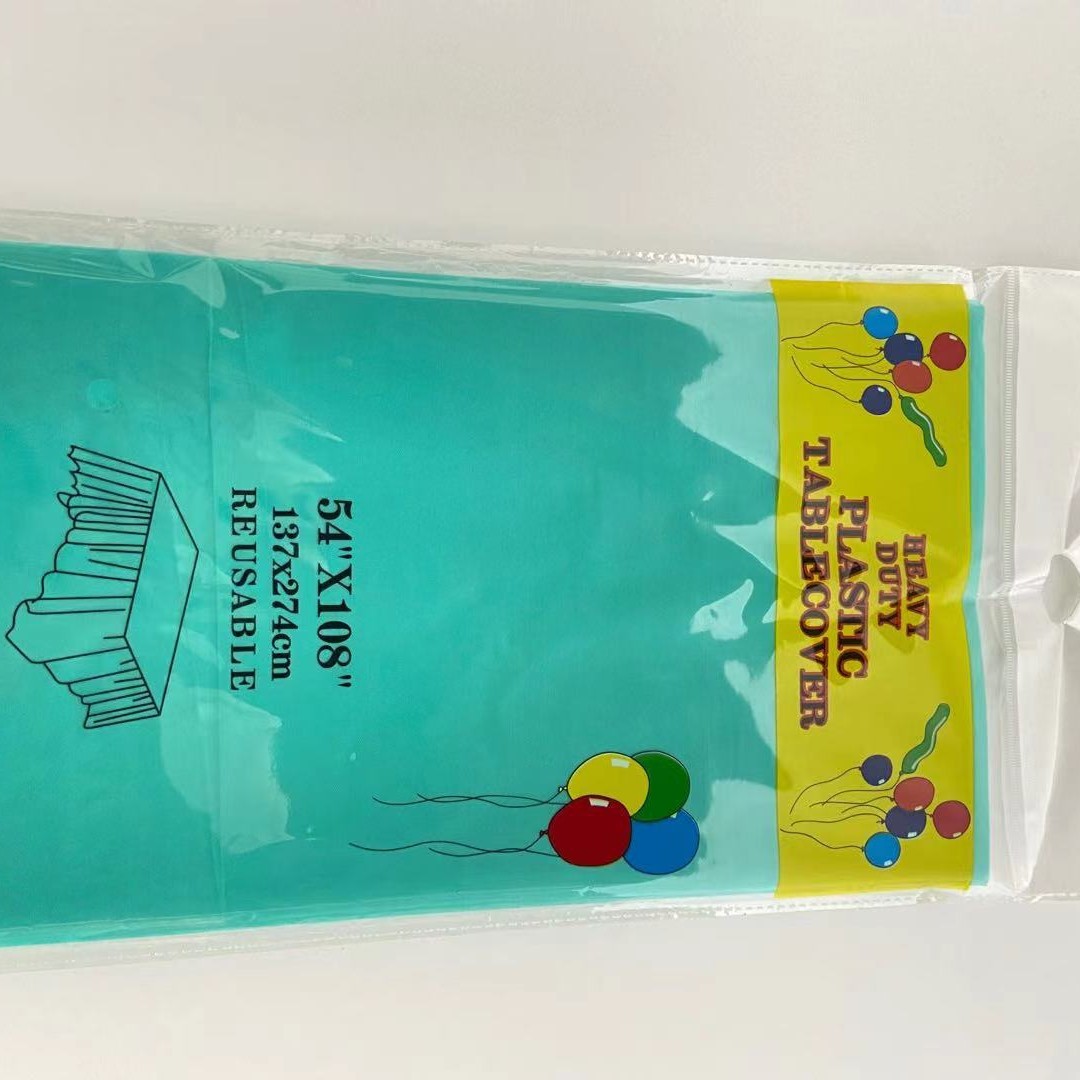 HEAVY
DUTY
PLASTIC
TABLECOVER
54"X108"
137x274cm
REUSABLE